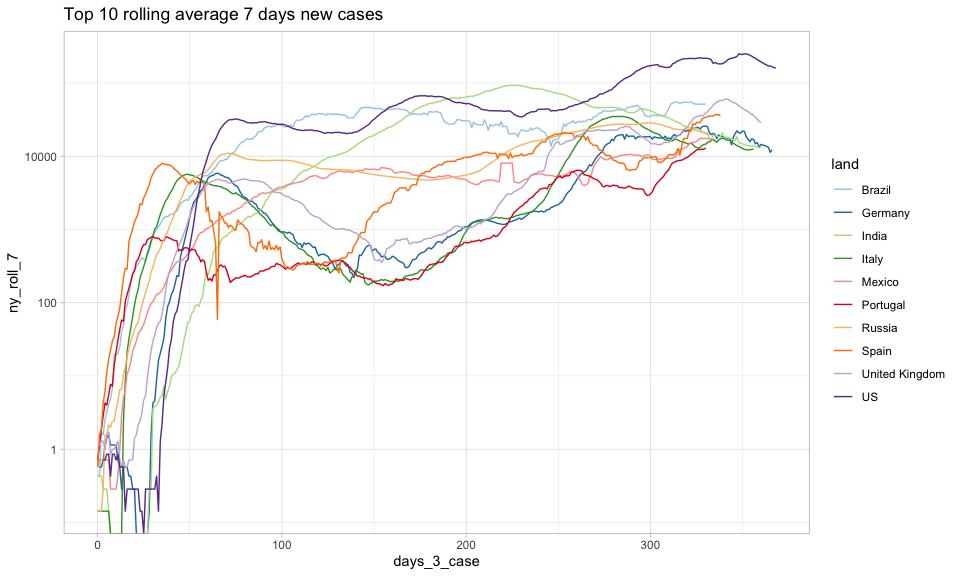 Top 10 rolling average 7 days new cases
ny_roll_7
10000
100
1
0
100
200
300
days_3_case
land
Brazil
Germany
India
Italy
Mexico
Portugal
Russia
Spain
United Kingdom
US